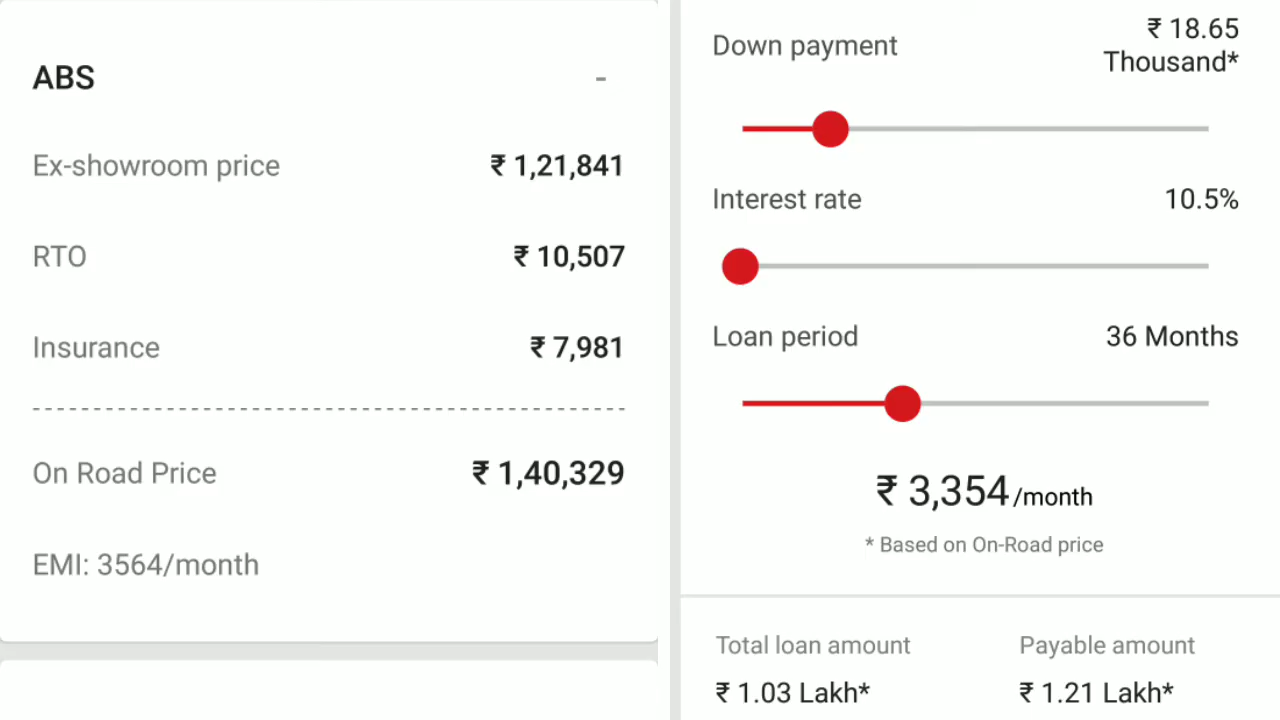 ABS -
Ex-showroom price ₹ 1,21,841
RTO ₹ 10,507
Insurance ₹ 7,981
On Road Price ₹ 1,40,329
EMI: 3564/month
Down payment ₹ 18.65
Thousand*
Interest rate 10.5%
Loan period 36 Months
₹ 3,354/month
* Based on On-Road price
Total loan amount Payable amount
₹ 1.03 Lakh* ₹ 1.21 Lakh*